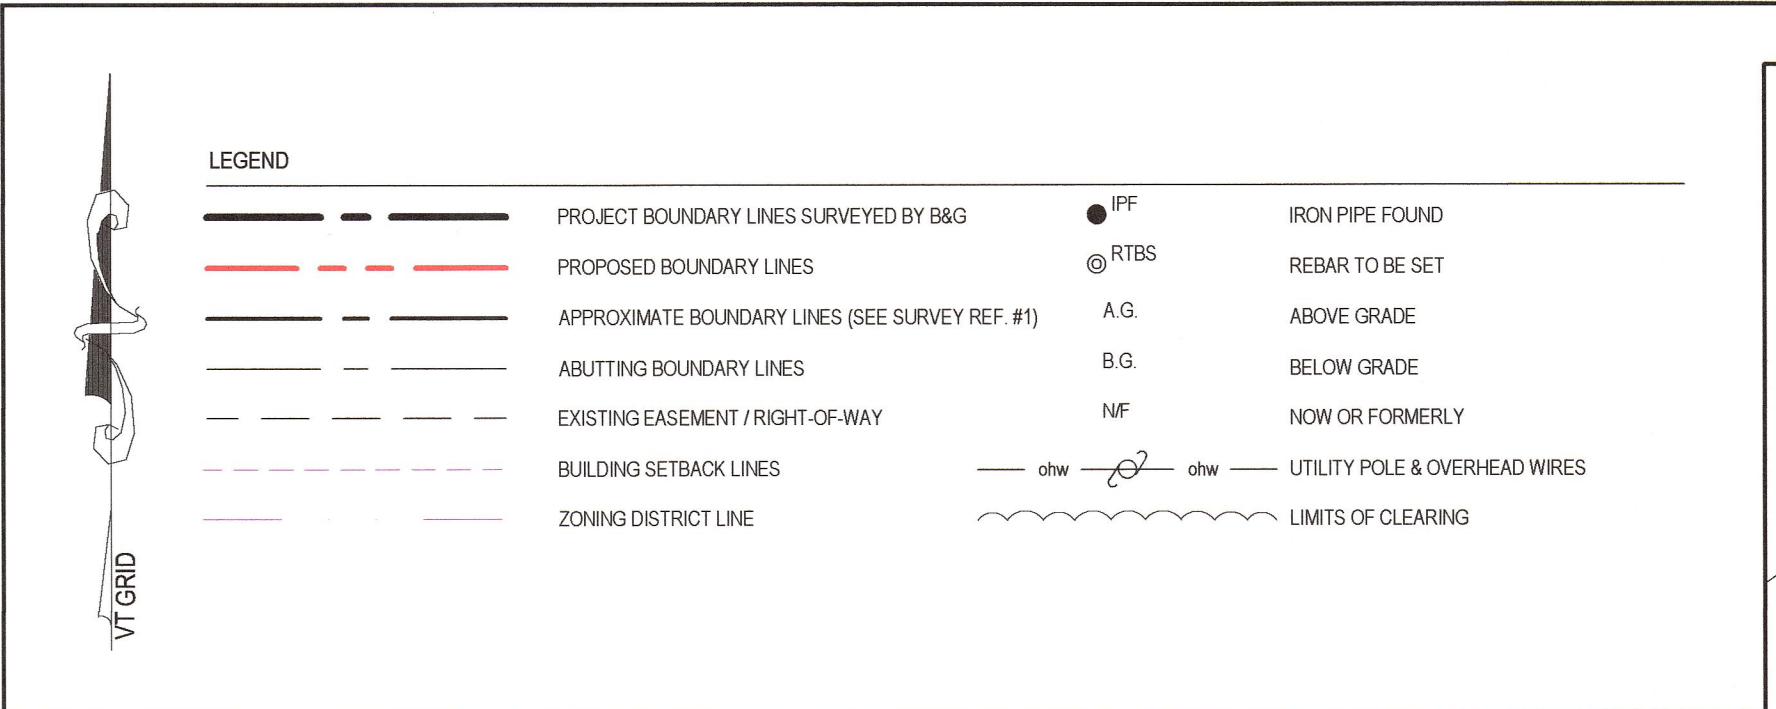 LEGEND
PROJECT BOUNDARY LINES SURVEYED BY B&G
PROPOSED BOUNDARY LINES
APPROXIMATE BOUNDARY LINES (SEE SURVEY REF. #1)
ABUTTING BOUNDARY LINES
EXISTING EASEMENT / RIGHT-OF-WAY
BUILDING SETBACK LINES
ZONING DISTRICT LINE
IPF IRON PIPE FOUND
RTBS REBAR TO BE SET
A.G. ABOVE GRADE
B.G. BELOW GRADE
N/F NOW OR FORMERLY
ohw ohw UTILITY POLE & OVERHEAD WIRES
LIMITS OF CLEARING
VT GRID